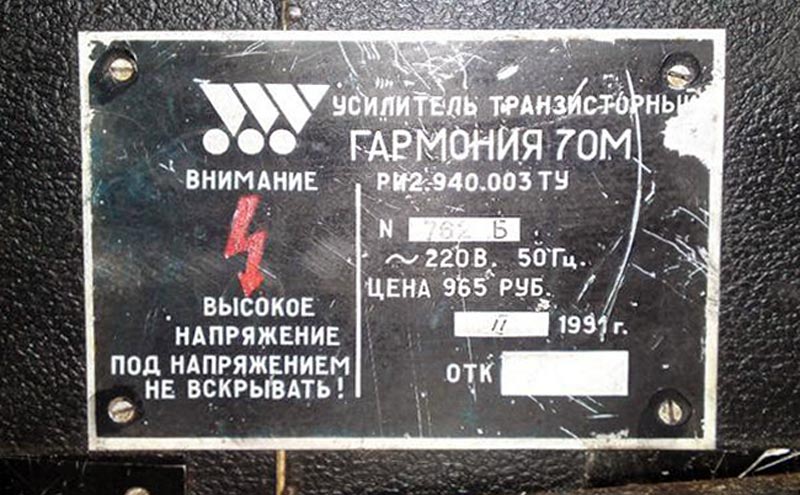 УСИЛИТЕЛЬ ТРАНЗИСТОРНЫЙ
ГАРМОНИЯ 70М
РИ2.940.003 ТУ
ВНИМАНИЕ
ВЫСОКОЕ
НАПРЯЖЕНИЕ
ПОД НАПРЯЖЕНИЕМ
НЕ ВСКРЫВАТЬ!
N 762 Б
~ 220В. 50Гц.
ЦЕНА 965 РУБ.
II 1991г.
ОТК